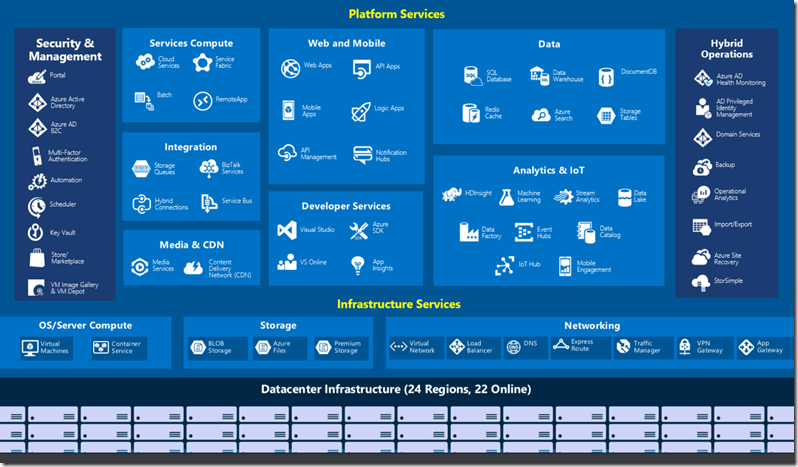 Platform Services
Security &
Management
Portal
Azure Active
Directory
Azure AD
B2C
Multi-Factor
Authentication
Automation
Scheduler
Key Vault
Store/
Marketplace
VM Image Gallery
& VM Depot
Services Compute
Cloud
Services
Service
Fabric
Batch
RemoteApp
Integration
Storage
Queues
BizTalk
Services
Hybrid
Connections
Service Bus
Media & CDN
Media
Services
Content
Delivery
Network (CDN)
Web and Mobile
Web Apps
API Apps
Mobile
Apps
Logic Apps
API
Management
Notification
Hubs
Developer Services
Visual Studio
Azure
SDK
VS Online
App
Insights
Data
SQL
Database
Data
Warehouse
DocumentDB
Redis
Cache
Azure
Search
Storage
Tables
Analytics & IoT
HDInsight
Machine
Learning
Stream
Analytics
Data
Lake
Data
Factory
Event
Hubs
Data
Catalog
IoT Hub
Mobile
Engagement
Hybrid
Operations
Azure AD
Health Monitoring
AD Privileged
Identity
Management
Domain Services
Backup
Operational
Analytics
Import/Export
Azure Site
Recovery
StorSimple
Infrastructure Services
OS/Server Compute
Virtual
Machines
Container
Service
Storage
BLOB
Storage
Azure
Files
Premium
Storage
Networking
Virtual
Network
Load
Balancer
DNS
Express
Route
Traffic
Manager
VPN
Gateway
App
Gateway
Datacenter Infrastructure (24 Regions, 22 Online)